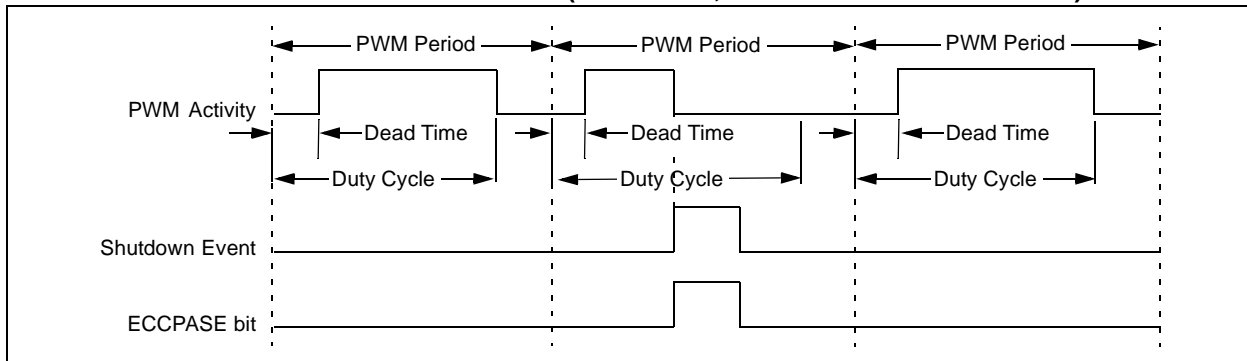 PWM Period PWM Period PWM Period
PWM Activity
Dead Time Dead Time Dead Time
Duty Cycle Duty Cycle Duty Cycle
Shutdown Event
ECCPASE bit